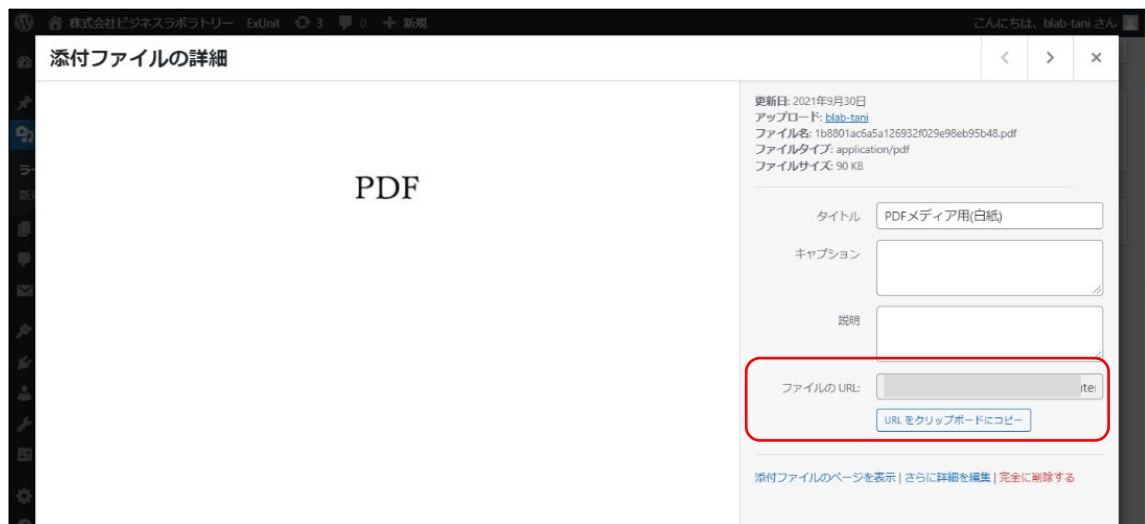 株式会社ビジネスラボラトリー ExUnit 3 0 + 新規
こんにちは、blab-tani さん
添付ファイルの詳細
PDF
更新日: 2021年9月30日
アップロード: blab-tani
ファイル名: 1b8801ac6a5a126932f029e98eb95b48.pdf
ファイルタイプ: application/pdf
ファイルサイズ: 90 KB
タイトル PDFメディア用(白紙)
キャプション
説明
ファイルの URL:
URL をクリップボードにコピー
添付ファイルのページを表示 | さらに詳細を編集 | 完全に削除する